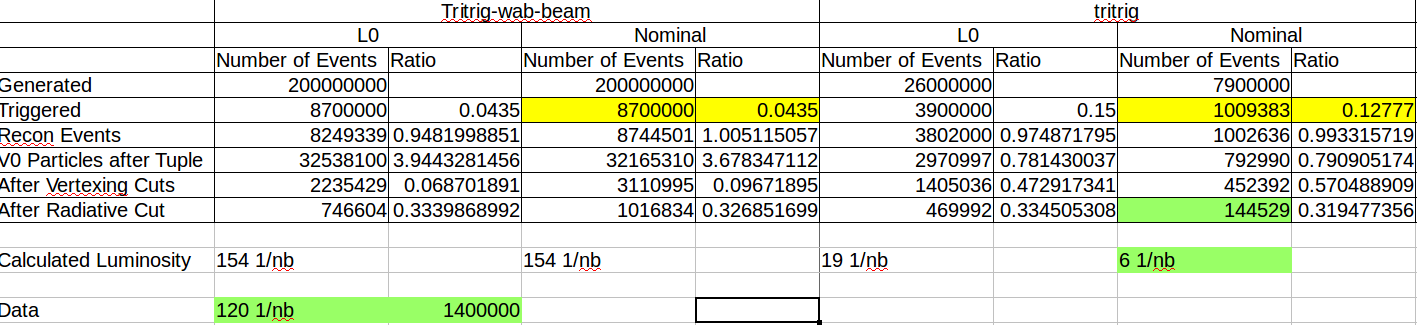 Tritrig-wab-beam tritrig
L0 Nominal L0 Nominal
Number of Events Ratio Number of Events Ratio Number of Events Ratio Number of Events Ratio
Generated 200000000 200000000 26000000 7900000
Triggered 8700000 0.0435 8700000 0.0435 3900000 0.15 1009383 0.12777
Recon Events 8249339 0.9481998851 8744501 1.005115057 3802000 0.974871795 1002636 0.993315719
V0 Particles after Tuple 32538100 3.9443281456 32165310 3.678347112 2970997 0.781430037 792990 0.790905174
After Vertexing Cuts 2235429 0.068701891 3110995 0.09671895 1405036 0.472917341 452392 0.570488909
After Radiative Cut 746604 0.3339868992 1016834 0.326851699 469992 0.334505308 144529 0.319477356
Calculated Luminosity 154 1/nb 154 1/nb 19 1/nb 6 1/nb
Data 120 1/nb 1400000